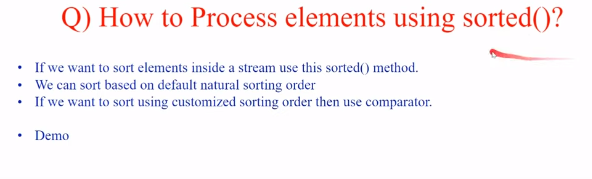 Q) How to Process elements using sorted()?
• If we want to sort elements inside a stream use this sorted() method.
• We can sort based on default natural sorting order
• If we want to sort using customized sorting order then use comparator.
• Demo